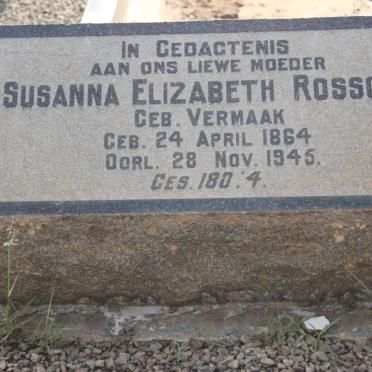 IN GEDAGTENIS
AAN ONS LIEWE MOEDER
SUSANNA ELIZABETH
GEB. VERMAAK
GEB. 24 APRIL 1864
OORL. 28 NOV. 1945.
GES. 180:4.